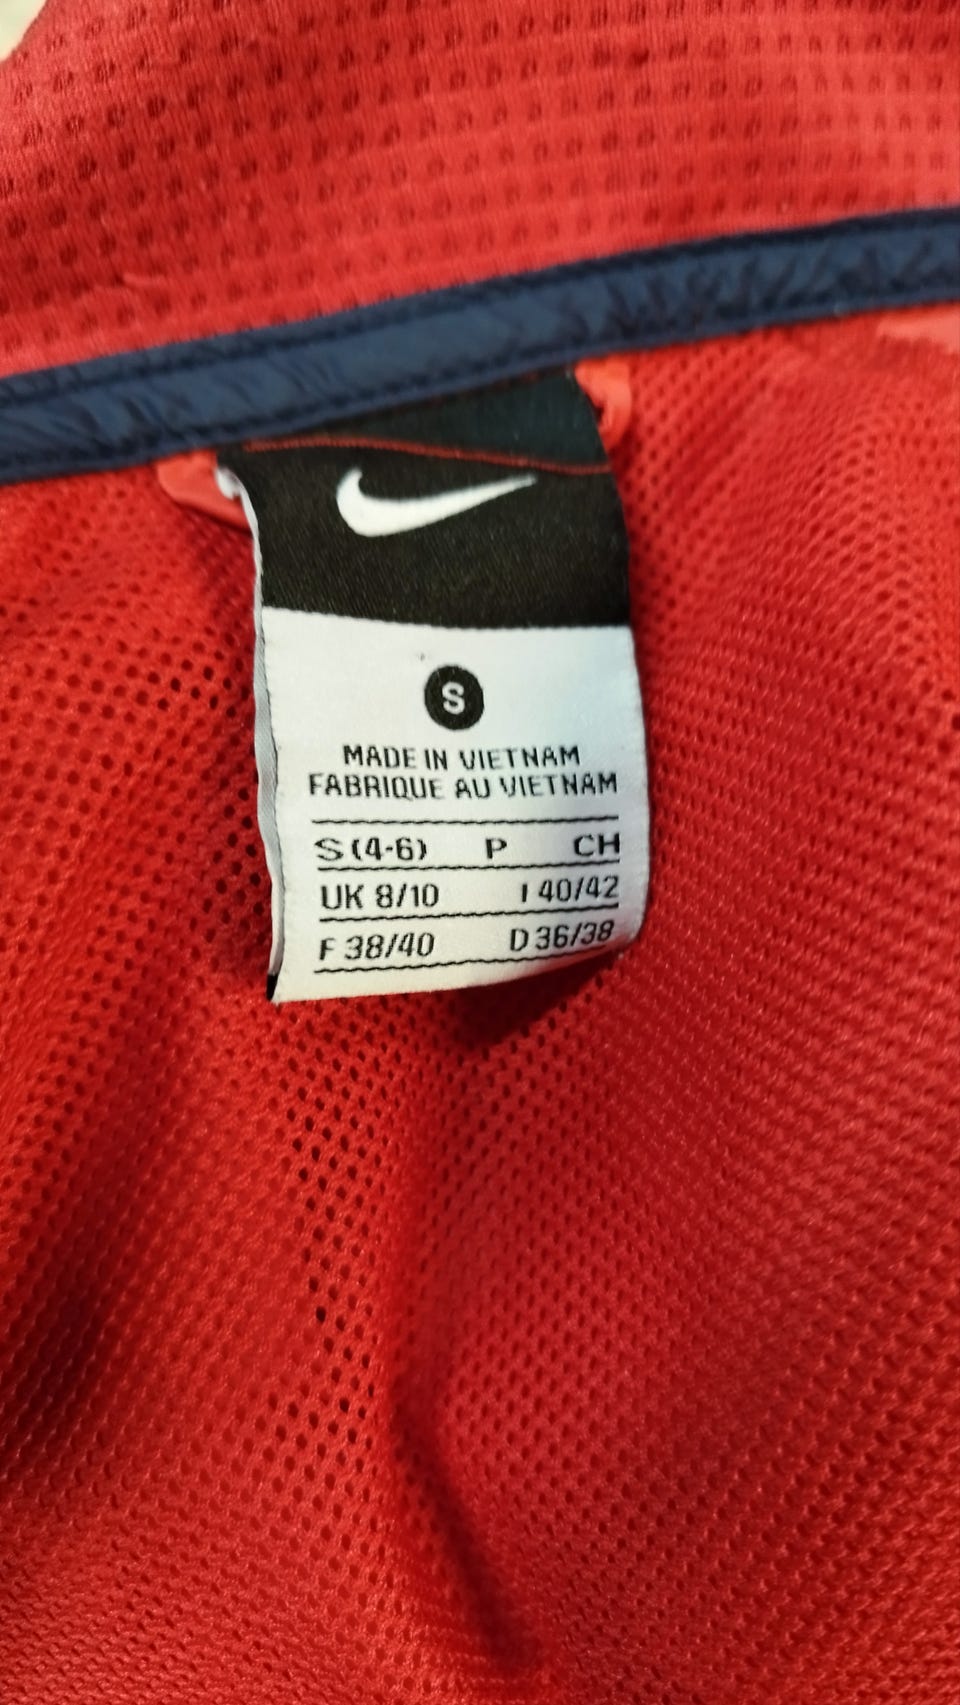 S
MADE IN VIETNAM
FABRIQUE AU VIETNAM
S (4-6) P CH
UK 8/10 I 40/42
F 38/40 D 36/38